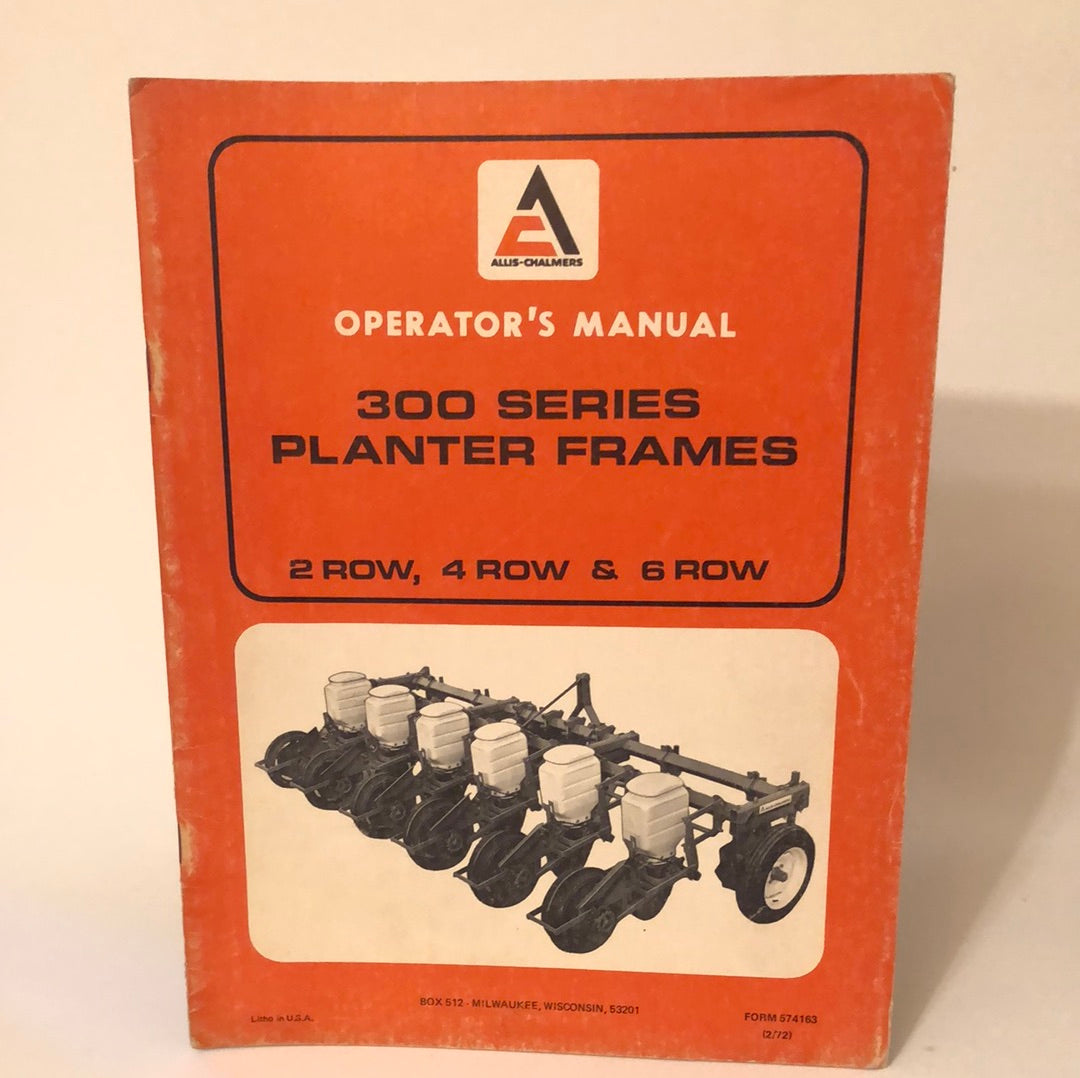 ALLIS-CHALMERS
OPERATOR'S MANUAL
300 SERIES
PLANTER FRAMES
2 ROW, 4 ROW & 6 ROW
BOX 512 - MILWAUKEE, WISCONSIN, 53201
Litho in U.S.A.
FORM 574163
(2/72)